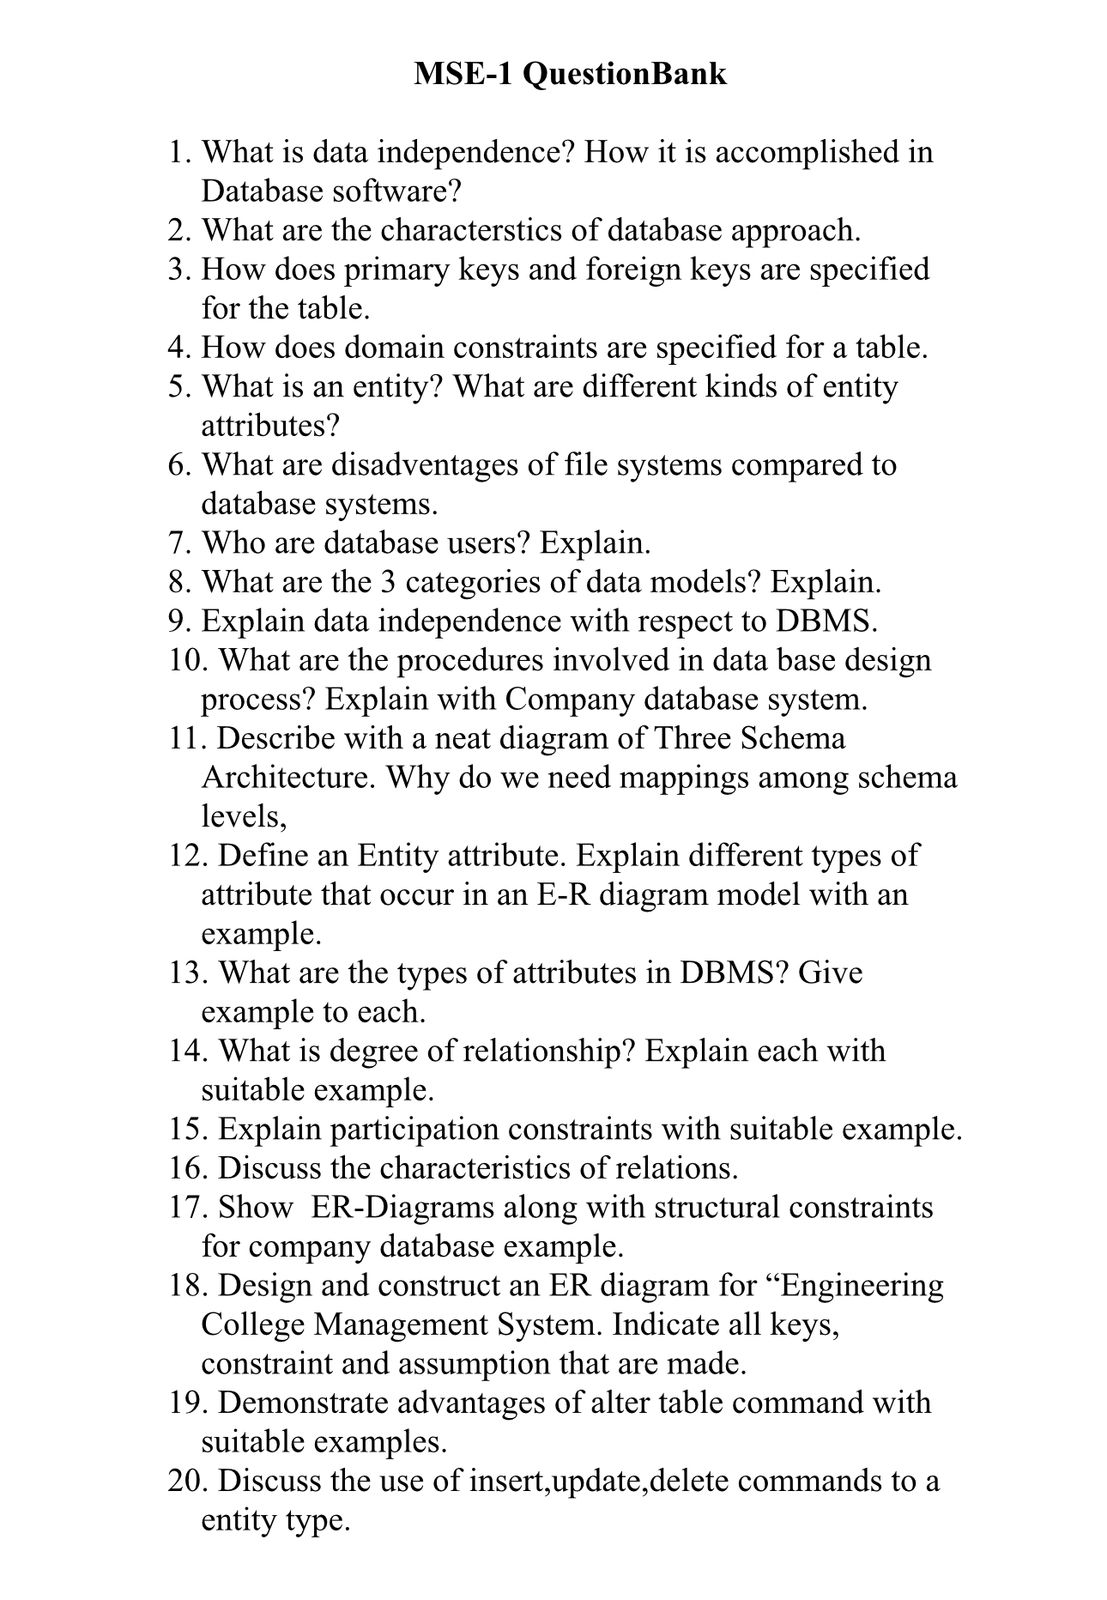 MSE-1 QuestionBank
1. What is data independence? How it is accomplished in
Database software?
2. What are the characterstics of database approach.
3. How does primary keys and foreign keys are specified
for the table.
4. How does domain constraints are specified for a table.
5. What is an entity? What are different kinds of entity
attributes?
6. What are disadventages of file systems compared to
database systems.
7. Who are database users? Explain.
8. What are the 3 categories of data models? Explain.
9. Explain data independence with respect to DBMS.
10. What are the procedures involved in data base design
process? Explain with Company database system.
11. Describe with a neat diagram of Three Schema
Architecture. Why do we need mappings among schema
levels,
12. Define an Entity attribute. Explain different types of
attribute that occur in an E-R diagram model with an
example.
13. What are the types of attributes in DBMS? Give
example to each.
14. What is degree of relationship? Explain each with
suitable example.
15. Explain participation constraints with suitable example.
16. Discuss the characteristics of relations.
17. Show  ER-Diagrams along with structural constraints
for company database example.
18. Design and construct an ER diagram for “Engineering
College Management System. Indicate all keys,
constraint and assumption that are made.
19. Demonstrate advantages of alter table command with
suitable examples.
20. Discuss the use of insert,update,delete commands to a
entity type.